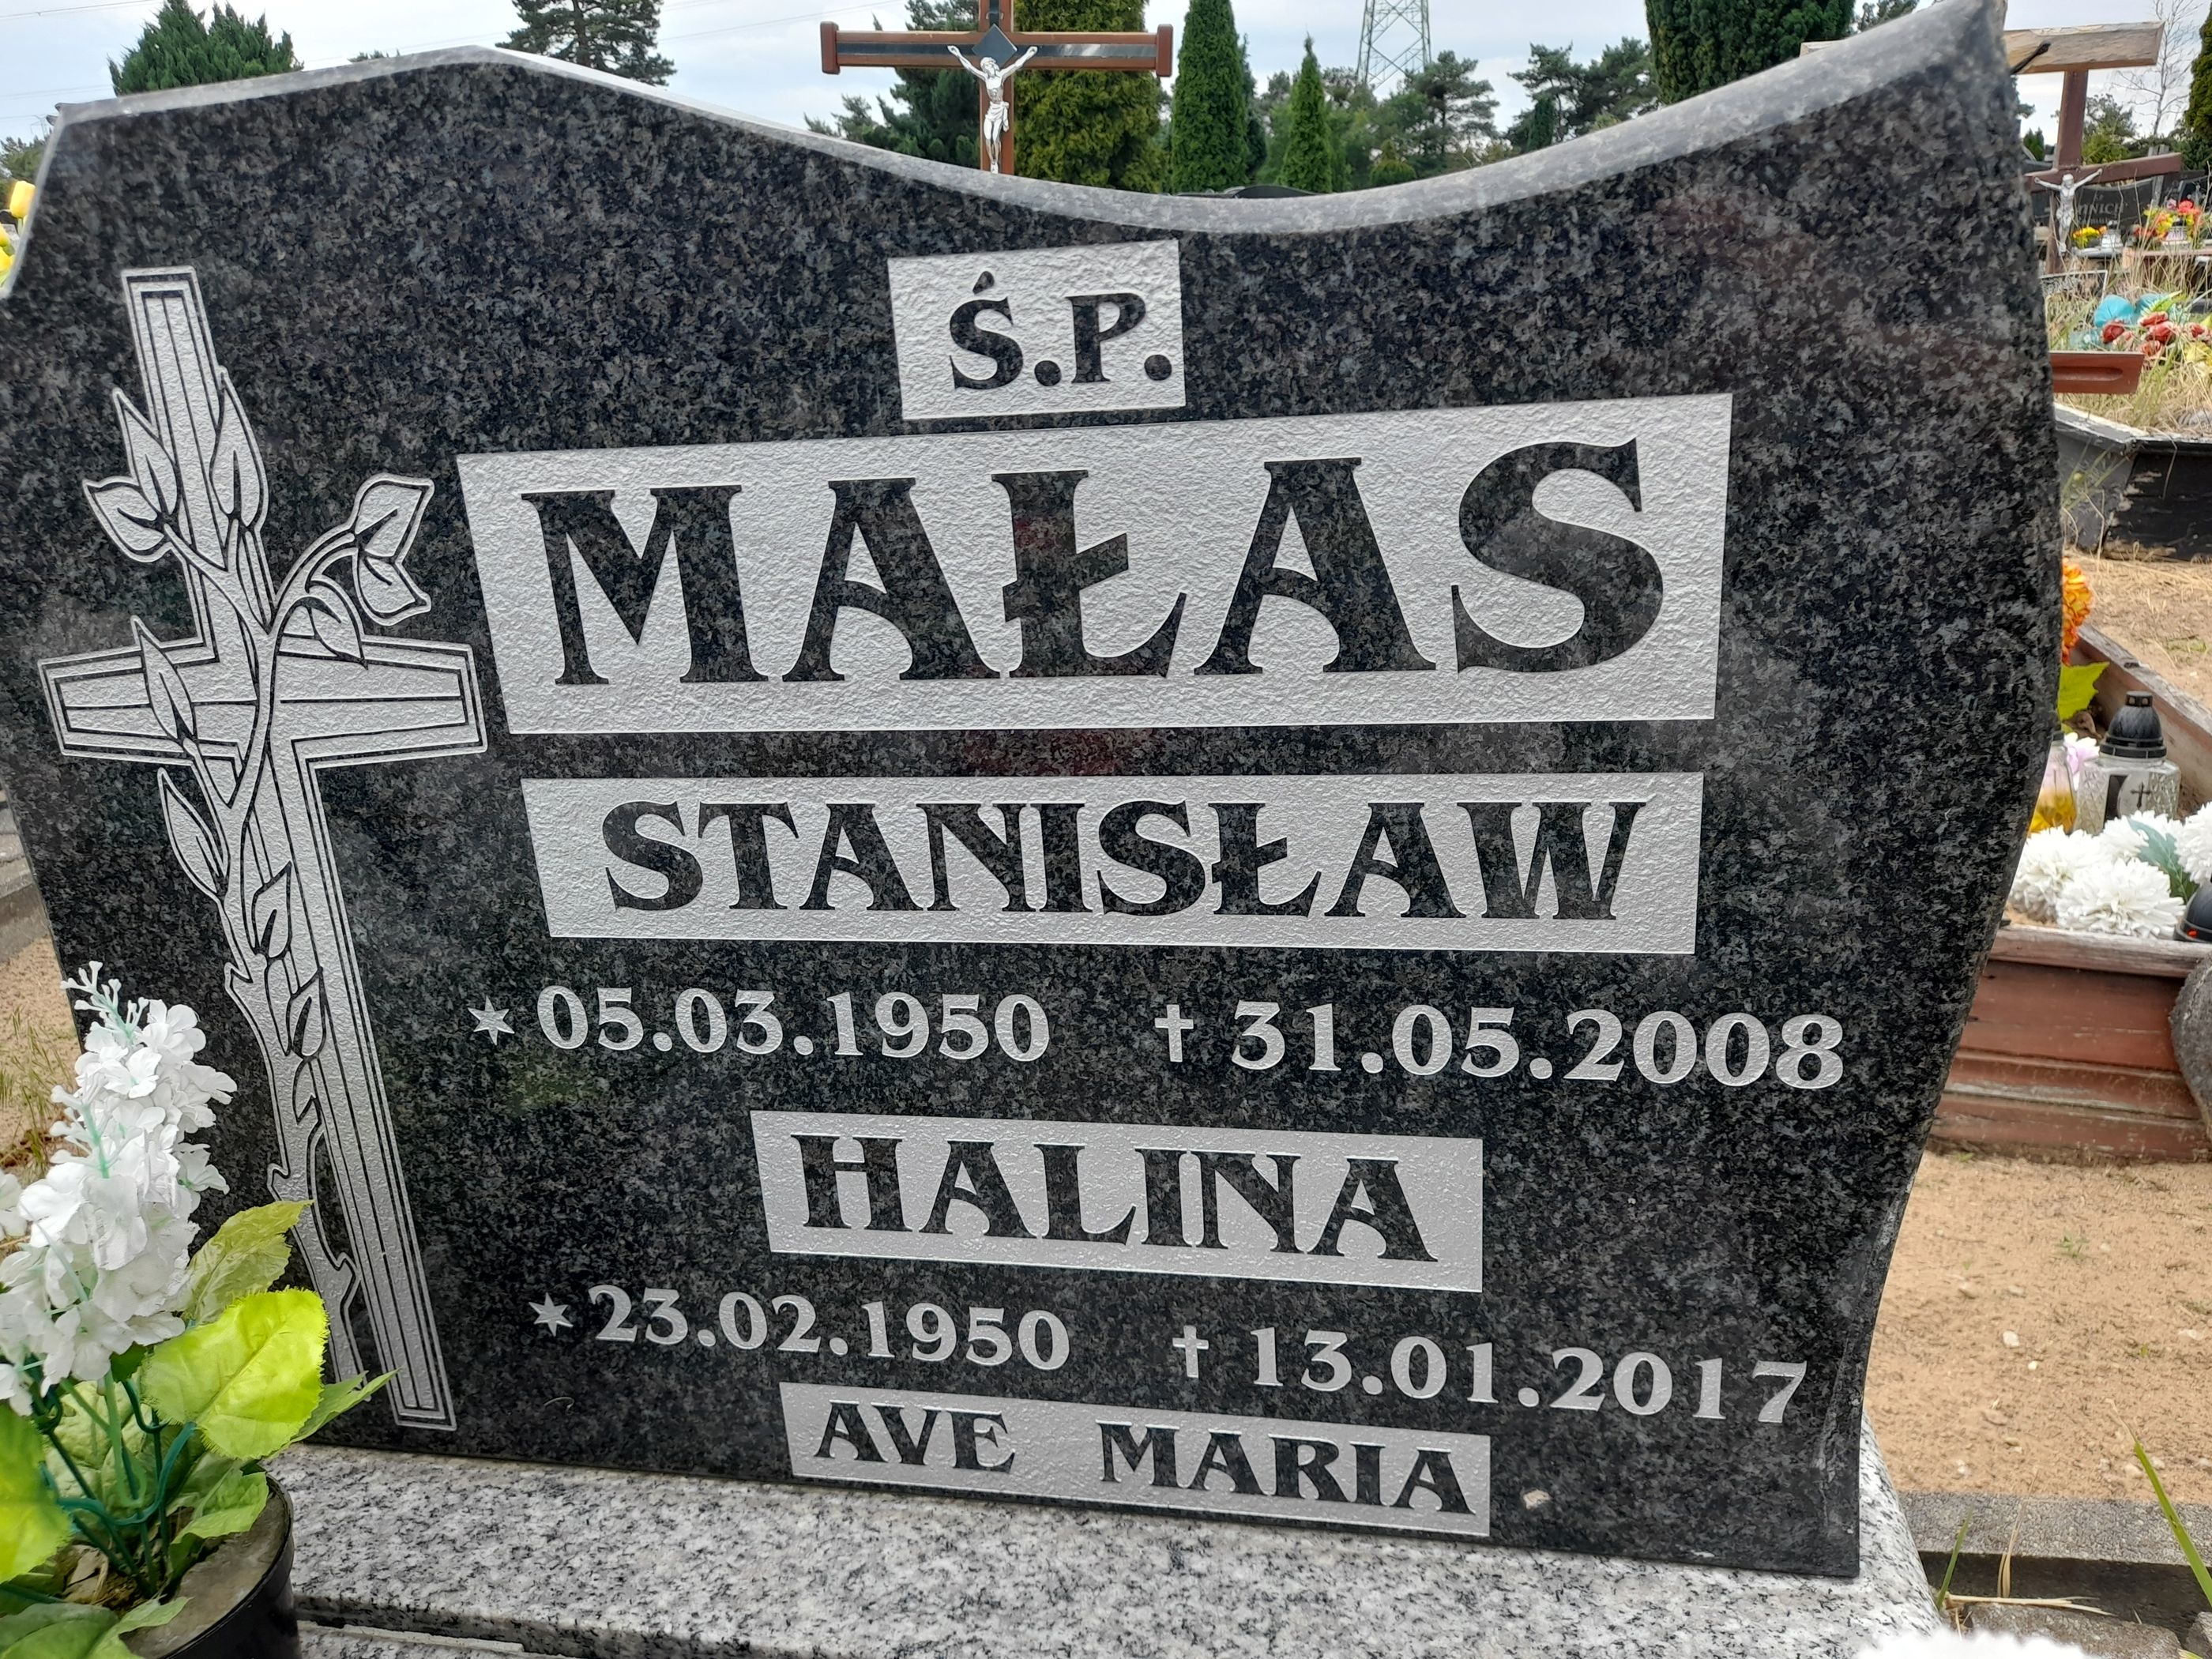 Ś.P.
MAŁAS
STANISŁAW
✶ 05.03.1950 † 31.05.2008
HALINA
✶ 23.02.1950 † 13.01.2017
AVE MARIA